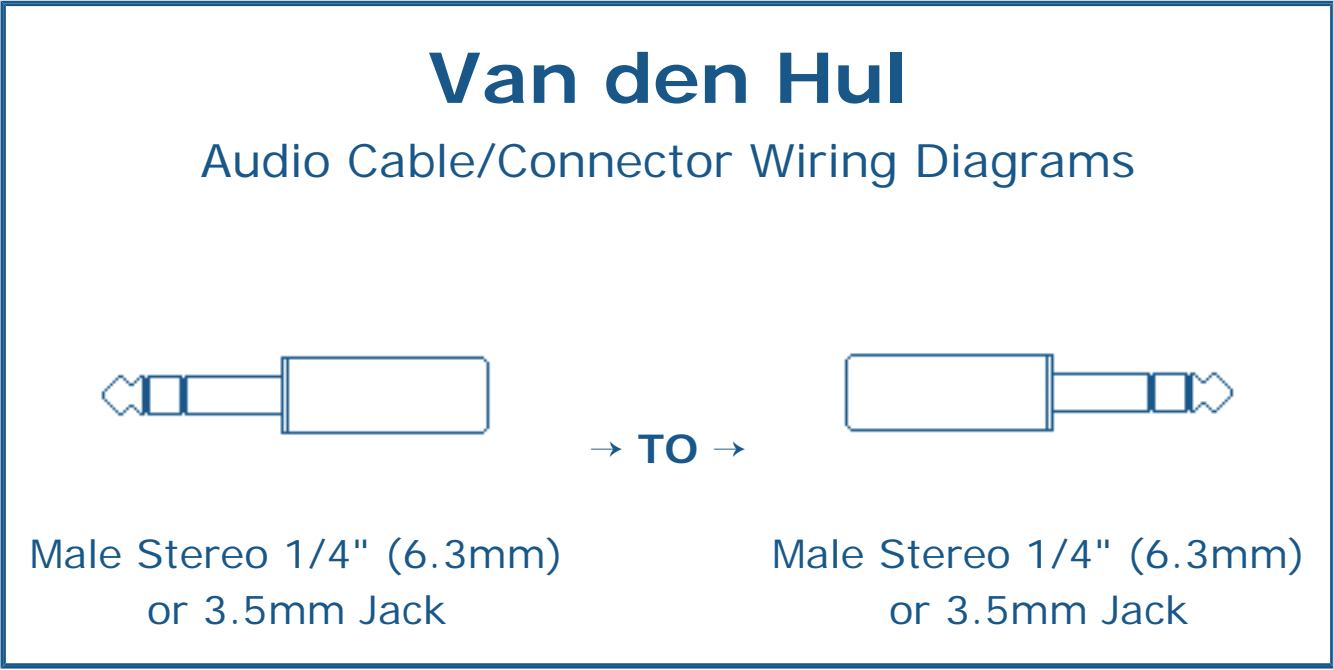 Van den Hul
Audio Cable/Connector Wiring Diagrams
→ TO →
Male Stereo 1/4" (6.3mm)
or 3.5mm Jack
Male Stereo 1/4" (6.3mm)
or 3.5mm Jack